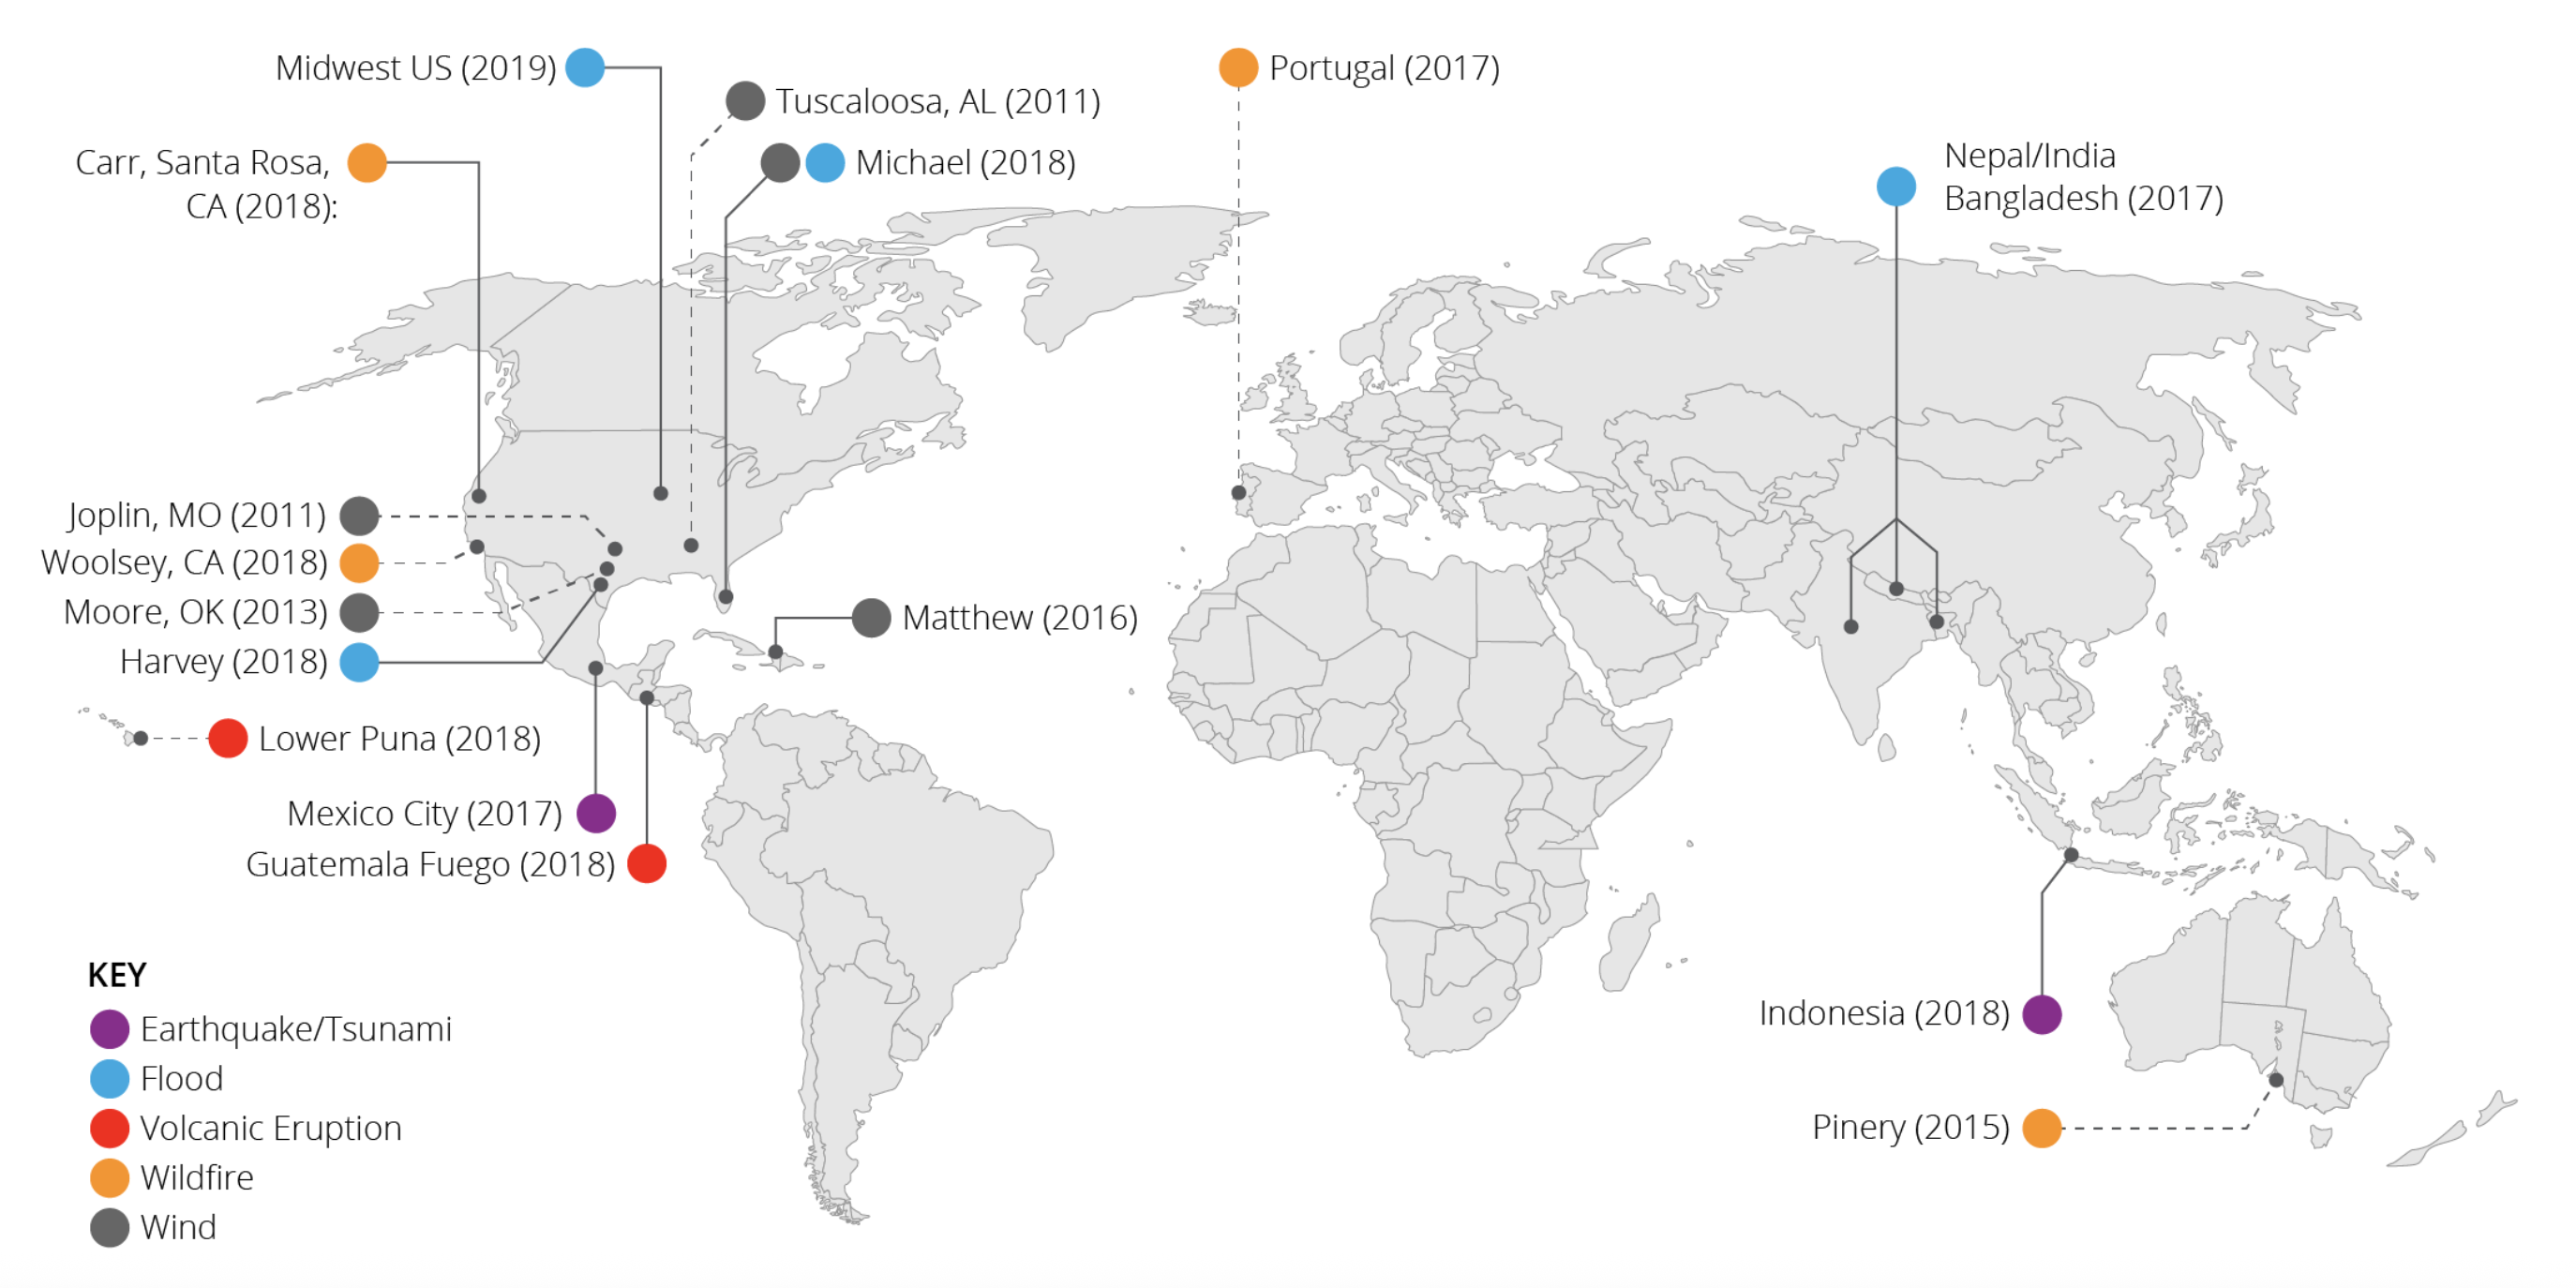 Midwest US (2019)
Portugal (2017)
Tuscaloosa, AL (2011)
Carr, Santa Rosa,
CA (2018):
Michael (2018)
Nepal/India
Bangladesh (2017)
Joplin, MO (2011)
Woolsey, CA (2018)
Moore, OK (2013)
Harvey (2018)
Matthew (2016)
Lower Puna (2018)
Mexico City (2017)
Guatemala Fuego (2018)
KEY
Earthquake/Tsunami
Flood
Volcanic Eruption
Wildfire
Wind
Indonesia (2018)
Pinery (2015)